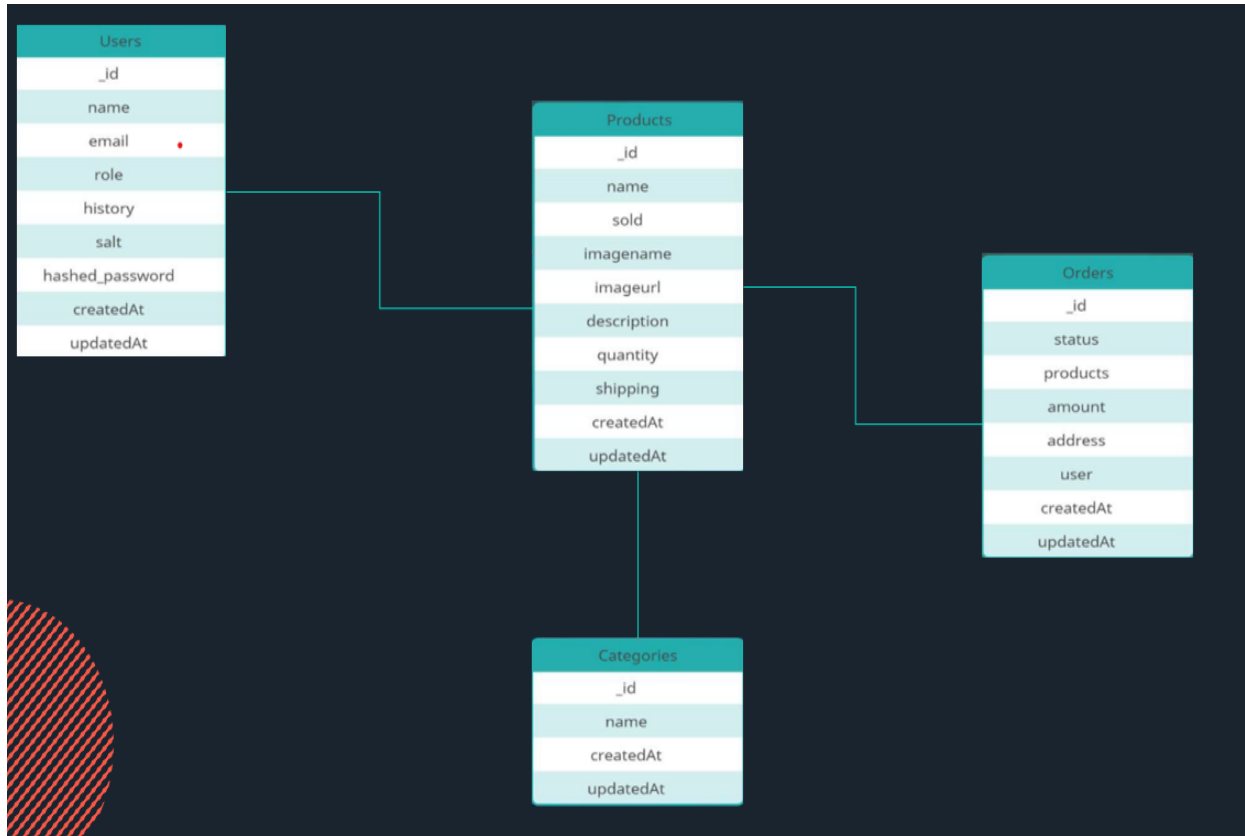 Users
_id
name
email
role
history
salt
hashed_password
createdAt
updatedAt
Products
_id
name
sold
imagename
imageurl
description
quantity
shipping
createdAt
updatedAt
Orders
_id
status
products
amount
address
user
createdAt
updatedAt
Categories
_id
name
createdAt
updatedAt